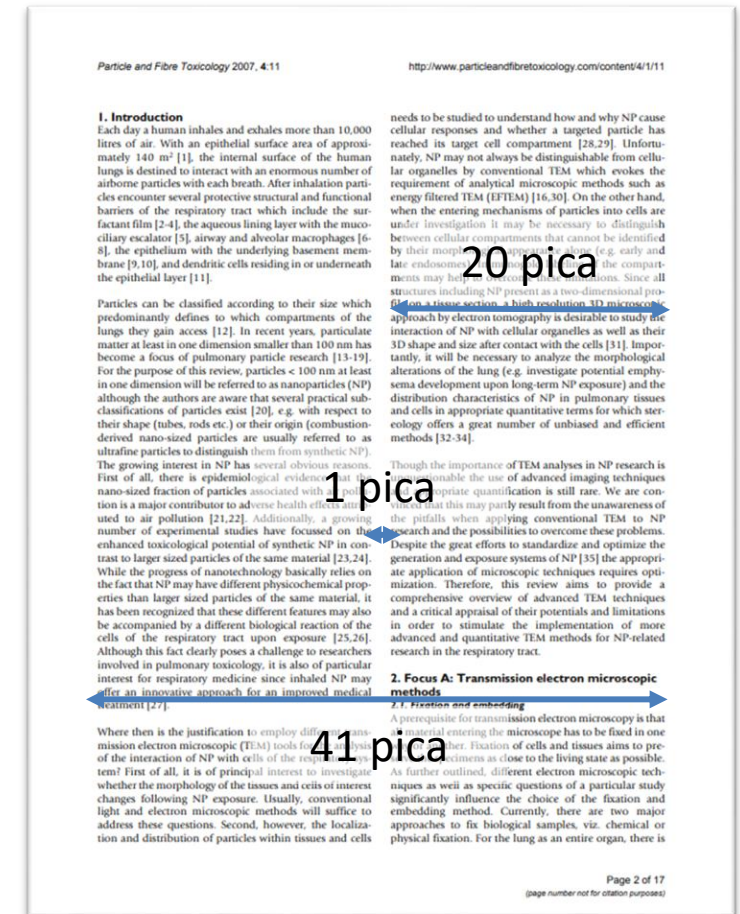 Particle and Fibre Toxicology 2007, 4:11
http://www.particleandfibretoxicology.com/content/4/1/11
1. Introduction
Each day a human inhales and exhales more than 10,000
litres of air. With an epithelial surface area of approxi-
mately 140 m² [1], the internal surface of the human
lungs is destined to interact with an enormous number of
airborne particles with each breath. After inhalation parti-
cles encounter several protective structural and functional
barriers of the respiratory tract which include the sur-
factant film [2-4], the aqueous lining layer with the muco-
ciliary escalator [5], airway and alveolar macrophages [6-
8], the epithelium with the underlying basement mem-
brane [9,10], and dendritic cells residing in or underneath
the epithelial layer [11].
Particles can be classified according to their size which
predominantly defines to which compartments of the
lungs they gain access [12]. In recent years, particulate
matter at least in one dimension smaller than 100 nm has
become a focus of pulmonary particle research [13-19].
For the purpose of this review, particles < 100 nm at least
in one dimension will be referred to as nanoparticles (NP)
although the authors are aware that several practical sub-
classifications of particles exist [20], e.g. with respect to
their shape (tubes, rods etc.) or their origin (combustion-
derived nano-sized particles are usually referred to as
ultrafine particles to distinguish them from synthetic NP).
The growing interest in NP has several obvious reasons.
First of all, there is epidemiological evidence that the
nano-sized fraction of particles associated with
tion is a major contributor to adverse health effects
uted to air pollution [21,22]. Additionally, a growing
number of experimental studies have focussed on the
enhanced toxicological potential of synthetic NP in con-
trast to larger sized particles of the same material [23,24].
While the progress of nanotechnology basically relies on
the fact that NP may have different physicochemical prop-
erties than larger sized particles of the same material, it
has been recognized that these different features may also
be accompanied by a different biological reaction of the
cells of the respiratory tract upon exposure [25,26].
Although this fact clearly poses a challenge to researchers
involved in pulmonary toxicology, it is also of particular
interest for respiratory medicine since inhaled NP may
offer an innovative approach for an improved medical
treatment [27].
Where then is the justification to employ
mission electron microscopic (TEM) tools
of the interaction of NP with cells of the
tem? First of all, it is of principal interest to investigate
whether the morphology of the tissues and cells of interest
changes following NP exposure. Usually, conventional
light and electron microscopic methods will suffice to
address these questions. Second, however, the localiza-
tion and distribution of particles within tissues and cells
needs to be studied to understand how and why NP cause
cellular responses and whether a targeted particle has
reached its target cell compartment [28,29]. Unfortu-
nately, NP may not always be distinguishable from cellu-
lar organelles by conventional TEM which evokes the
requirement of analytical microscopic methods such as
energy filtered TEM (EFTEM) [16,30]. On the other hand,
when the entering mechanisms of particles into cells are
under investigation it may be necessary to distinguish
between cellular compartments that cannot be identified
by their appearance alone (e.g. early and
late endosomes) the compart-
ments may help Since all
structures including NP present as a two-dimensional pro-
file on a tissue section, a high resolution 3D microscopic
approach by electron tomography is desirable to study the
interaction of NP with cellular organelles as well as their
3D shape and size after contact with the cells [31]. Impor-
tantly, it will be necessary to analyze the morphological
alterations of the lung (e.g. investigate potential emphy-
sema development upon long-term NP exposure) and the
distribution characteristics of NP in pulmonary tissues
and cells in appropriate quantitative terms for which ster-
eology offers a great number of unbiased and efficient
methods [32-34].
Though the importance of TEM analyses in NP research is
the use of advanced imaging techniques
quantification is still rare. We are con-
vinced that this may partly result from the unawareness of
the pitfalls when applying conventional TEM to NP
research and the possibilities to overcome these problems.
Despite the great efforts to standardize and optimize the
generation and exposure systems of NP [35] the appropri-
ate application of microscopic techniques requires opti-
mization. Therefore, this review aims to provide a
comprehensive overview of advanced TEM techniques
and a critical appraisal of their potentials and limitations
in order to stimulate the implementation of more
advanced and quantitative TEM methods for NP-related
research in the respiratory tract.
2. Focus A: Transmission electron microscopic
methods
2.1. Fixation and embedding
A prerequisite for transmission electron microscopy is that
all material entering the microscope has to be fixed in one
Fixation of cells and tissues aims to pre-
specimens as close to the living state as possible.
As further outlined, different electron microscopic tech-
niques as well as specific questions of a particular study
significantly influence the choice of the fixation and
embedding method. Currently, there are two major
approaches to fix biological samples, viz. chemical or
physical fixation. For the lung as an entire organ, there is
20 pica
1 pica
41 pica
Page 2 of 17
(page number not for citation purposes)